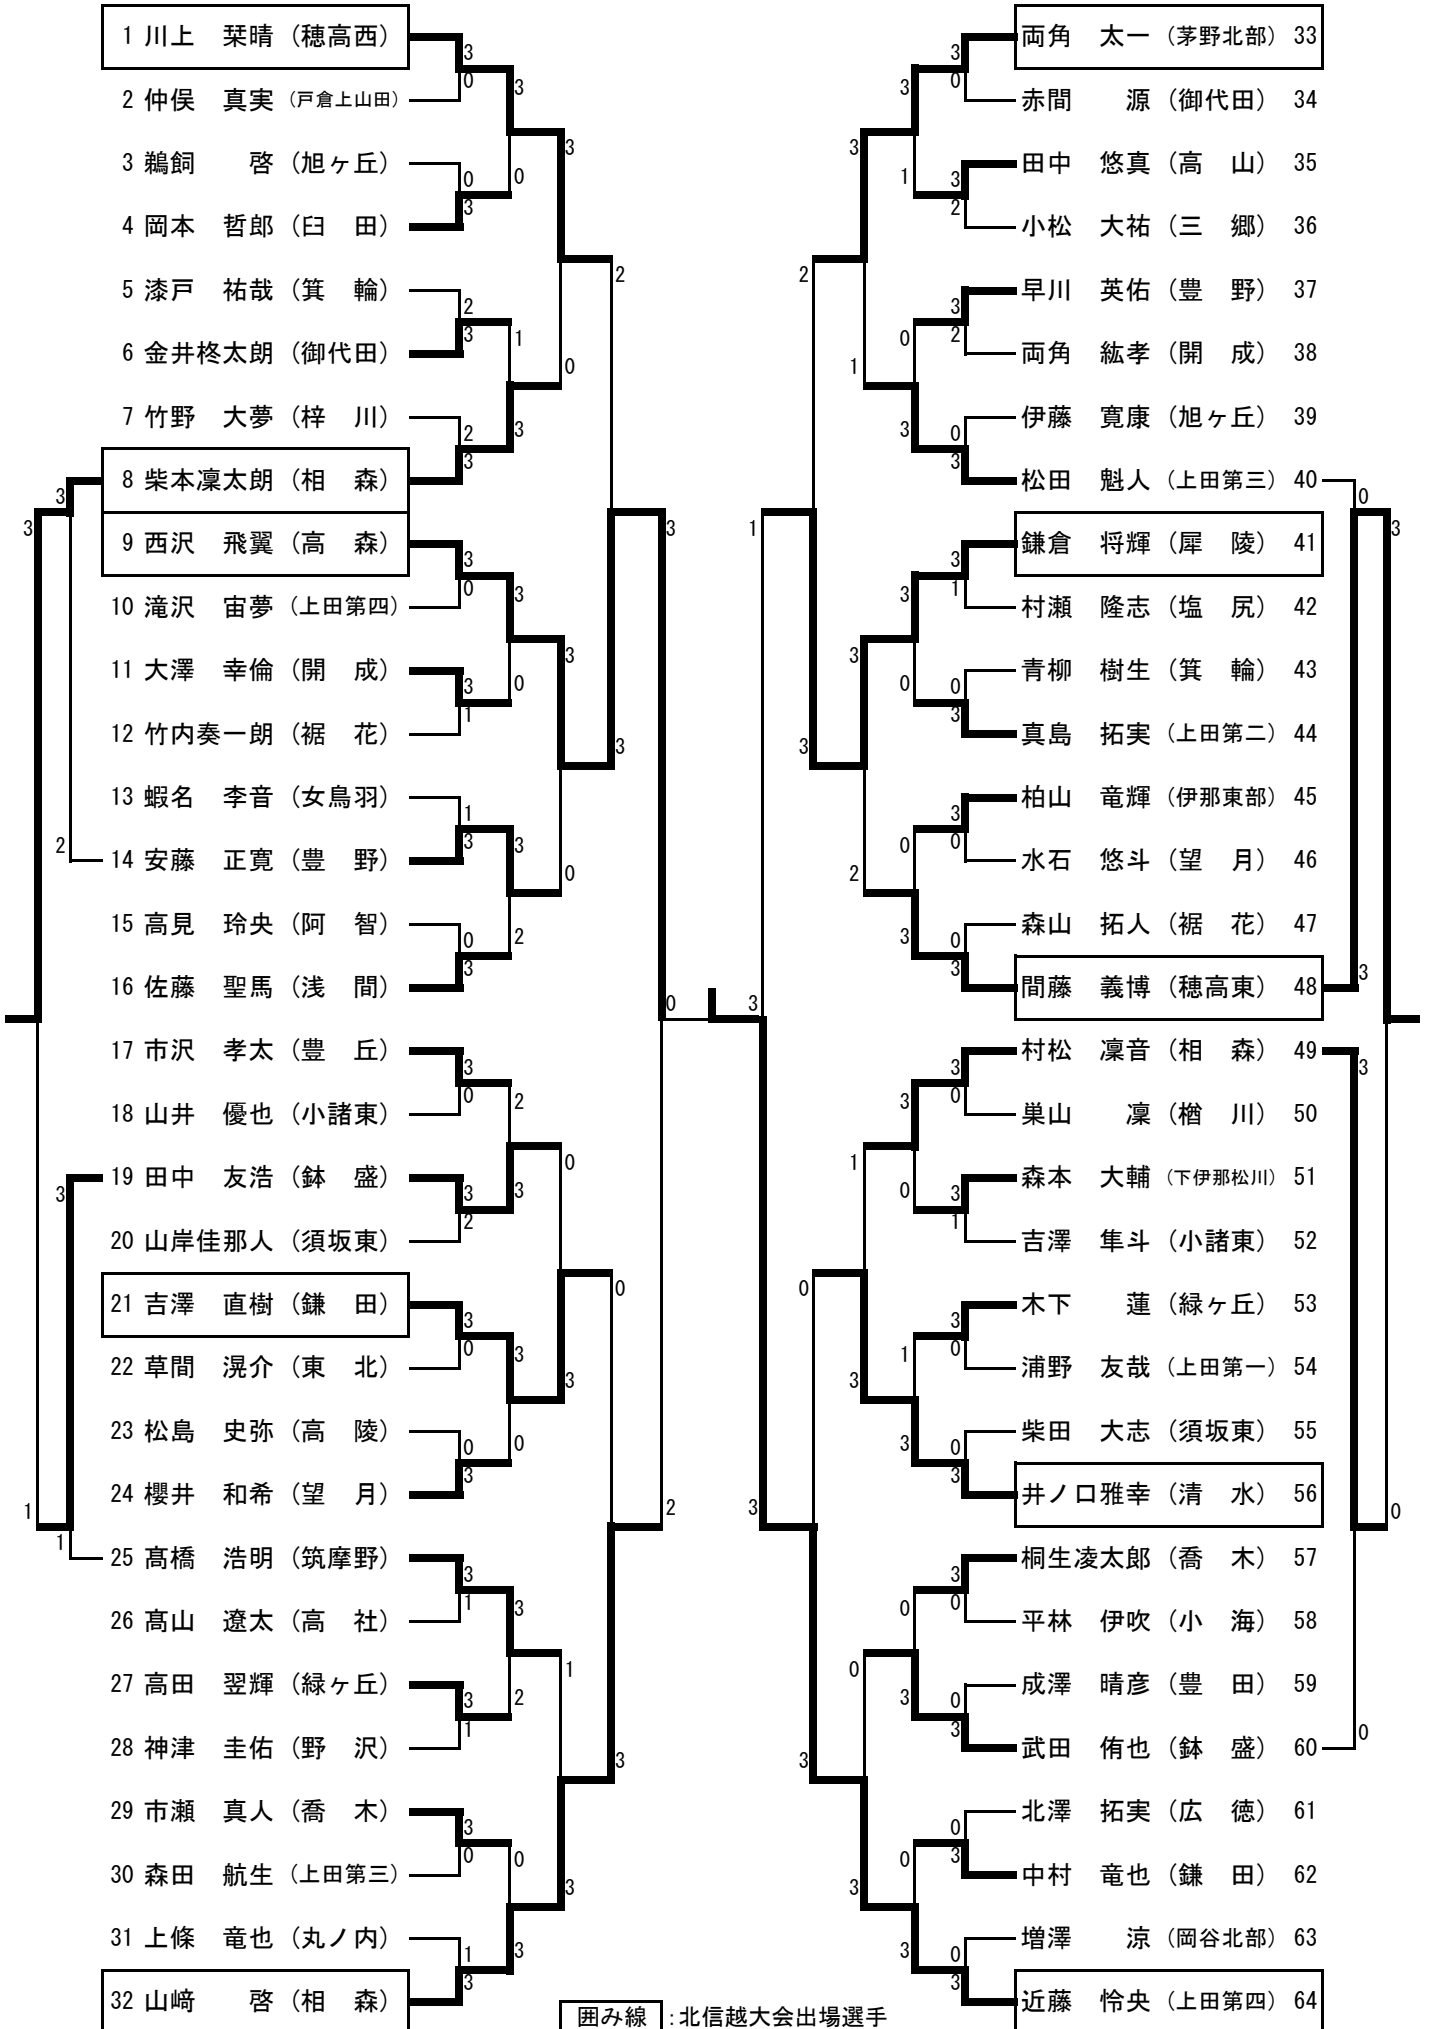 1 川上　栞晴 (穂高西)
2 仲俣　真実 (戸倉上山田)
3 鵜飼　　啓 (旭ヶ丘)
4 岡本　哲郎 (臼　田)
5 漆戸　祐哉 (箕　輪)
6 金井柊太朗 (御代田)
7 竹野　大夢 (梓　川)
8 柴本凜太朗 (相　森)
9 西沢　飛翼 (高　森)
10 滝沢　宙夢 (上田第四)
11 大澤　幸倫 (開　成)
12 竹内奏一朗 (裾　花)
13 蝦名　李音 (女鳥羽)
14 安藤　正寛 (豊　野)
15 高見　玲央 (阿　智)
16 佐藤　聖馬 (浅　間)
17 市沢　孝太 (豊　丘)
18 山井　優也 (小諸東)
19 田中　友浩 (鉢　盛)
20 山岸佳那人 (須坂東)
21 吉澤　直樹 (鎌　田)
22 草間　滉介 (東　北)
23 松島　史弥 (高　陵)
24 櫻井　和希 (望　月)
25 髙橋　浩明 (筑摩野)
26 髙山　遼太 (高　社)
27 高田　翌輝 (緑ヶ丘)
28 神津　圭佑 (野　沢)
29 市瀬　真人 (喬　木)
30 森田　航生 (上田第三)
31 上條　竜也 (丸ノ内)
32 山﨑　　啓 (相　森)
両角　太一 (茅野北部) 33
赤間　　源 (御代田) 34
田中　悠真 (高　山) 35
小松　大祐 (三　郷) 36
早川　英佑 (豊　野) 37
両角　紘孝 (開　成) 38
伊藤　寛康 (旭ヶ丘) 39
松田　魁人 (上田第三) 40
鎌倉　将輝 (犀　陵) 41
村瀬　隆志 (塩　尻) 42
青柳　樹生 (箕　輪) 43
真島　拓実 (上田第二) 44
柏山　竜輝 (伊那東部) 45
水石　悠斗 (望　月) 46
森山　拓人 (裾　花) 47
間藤　義博 (穂高東) 48
村松　凜音 (相　森) 49
巣山　　凜 (楢　川) 50
森本　大輔 (下伊那松川) 51
吉澤　隼斗 (小諸東) 52
木下　　蓮 (緑ヶ丘) 53
浦野　友哉 (上田第一) 54
柴田　大志 (須坂東) 55
井ノ口雅幸 (清　水) 56
桐生凌太郎 (喬　木) 57
平林　伊吹 (小　海) 58
成澤　晴彦 (豊　田) 59
武田　侑也 (鉢　盛) 60
北澤　拓実 (広　徳) 61
中村　竜也 (鎌　田) 62
増澤　　涼 (岡谷北部) 63
近藤　怜央 (上田第四) 64
囲み線 :北信越大会出場選手